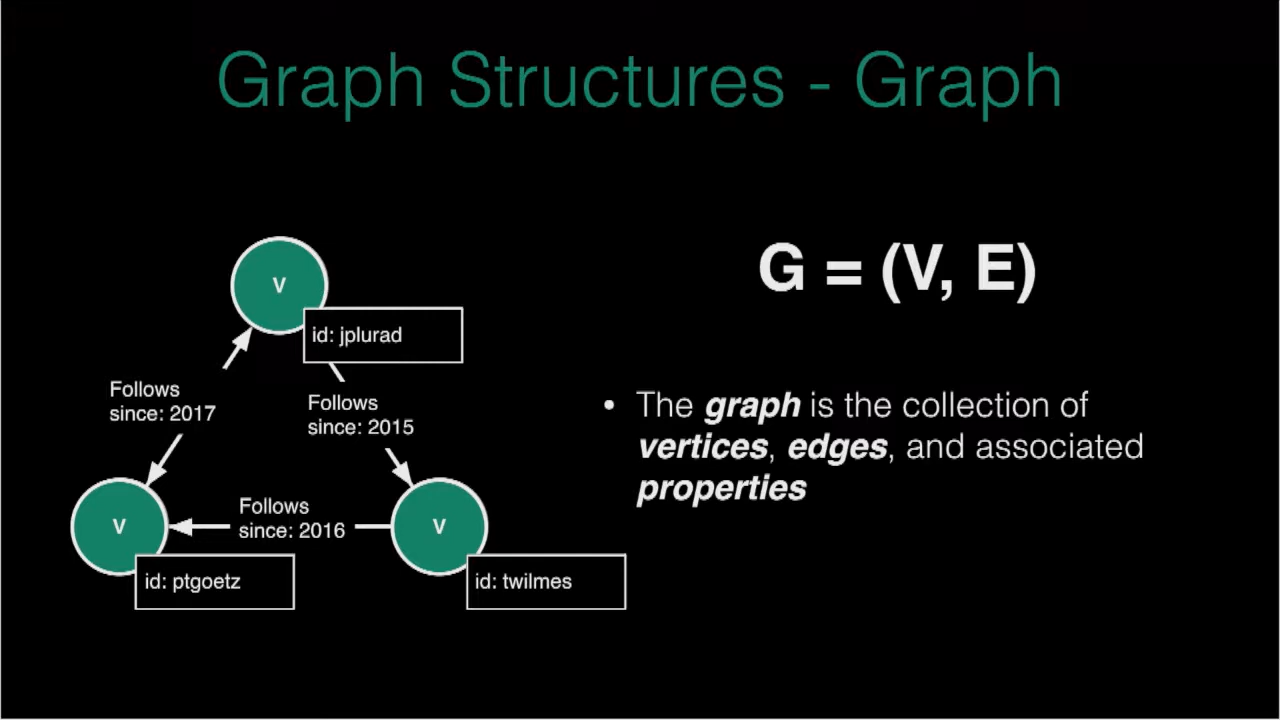 Graph Structures - Graph
G = (V, E)
V
id: jplurad
Follows
since: 2017
Follows
since: 2015
Follows
since: 2016
V
id: ptgoetz
V
id: twilmes
• The graph is the collection of
vertices, edges, and associated
properties